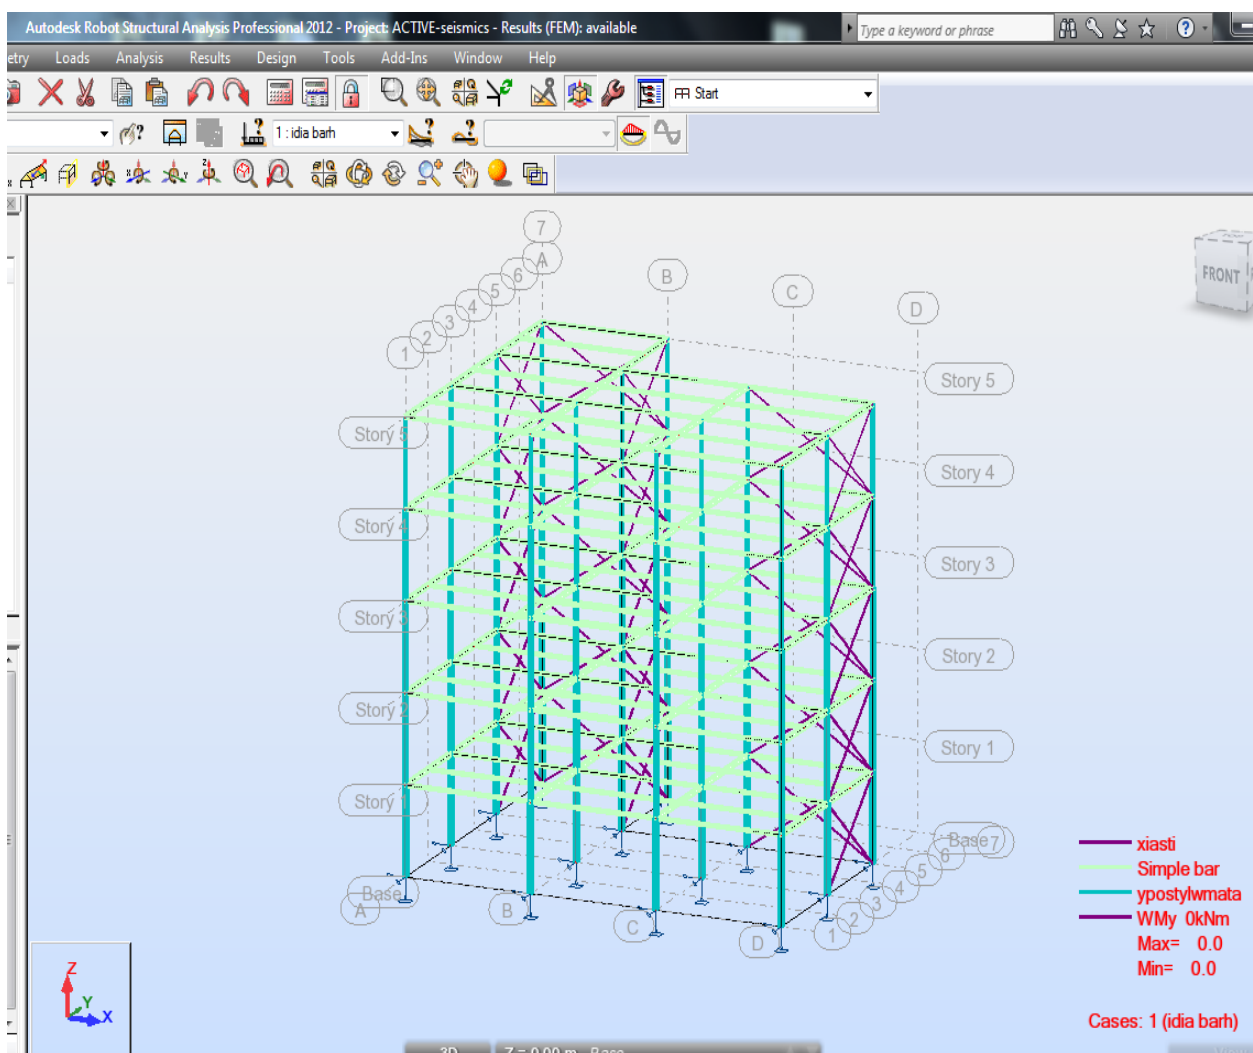 Autodesk Robot Structural Analysis Professional 2012 - Project: ACTIVE-seismics - Results (FEM): available
Type a keyword or phrase
etry Loads Analysis Results Design Tools Add-Ins Window Help
Start
1 : idia barh
7
A
B
C
D
6
5
4
3
2
1
FRONT
Story 5
Story 5
Story 4
Story 4
Story 3
Story 3
Story 2
Story 2
Story 1
Story 1
Base
A
B
C
D
1
2
3
4
5
6
Base
7
xiasti
Simple bar
ypostylwmata
WMy 0kNm
Max= 0.0
Min= 0.0
Cases: 1 (idia barh)
Z
Y
X
3D
Z = 0.00 m - Base